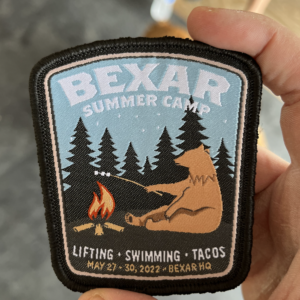 BEXAR
SUMMER CAMP
LIFTING • SWIMMING • TACOS
MAY 27 - 30, 2022 • BEXAR HQ